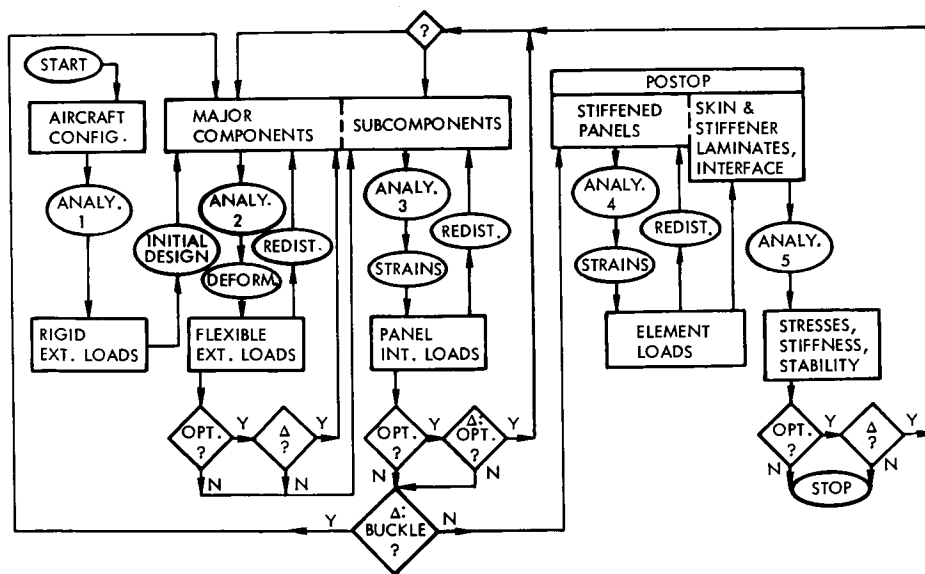 ?
START
POSTOP
AIRCRAFT
CONFIG.
MAJOR
COMPONENTS
SUBCOMPONENTS
STIFFENED
PANELS
SKIN &
STIFFENER
LAMINATES,
INTERFACE
ANALY.
1
INITIAL
DESIGN
ANALY.
2
DEFORM.
REDIST.
ANALY.
3
STRAINS
REDIST.
ANALY.
4
STRAINS
REDIST.
ANALY.
5
RIGID
EXT. LOADS
FLEXIBLE
EXT. LOADS
PANEL
INT. LOADS
ELEMENT
LOADS
STRESSES,
STIFFNESS,
STABILITY
OPT.
?
Y
Δ
?
Y
N
N
OPT.
?
Y
Δ:
OPT.
?
Y
N
N
OPT.
?
Y
Δ
?
Y
N
N
STOP
Y
Δ:
BUCKLE
?
N